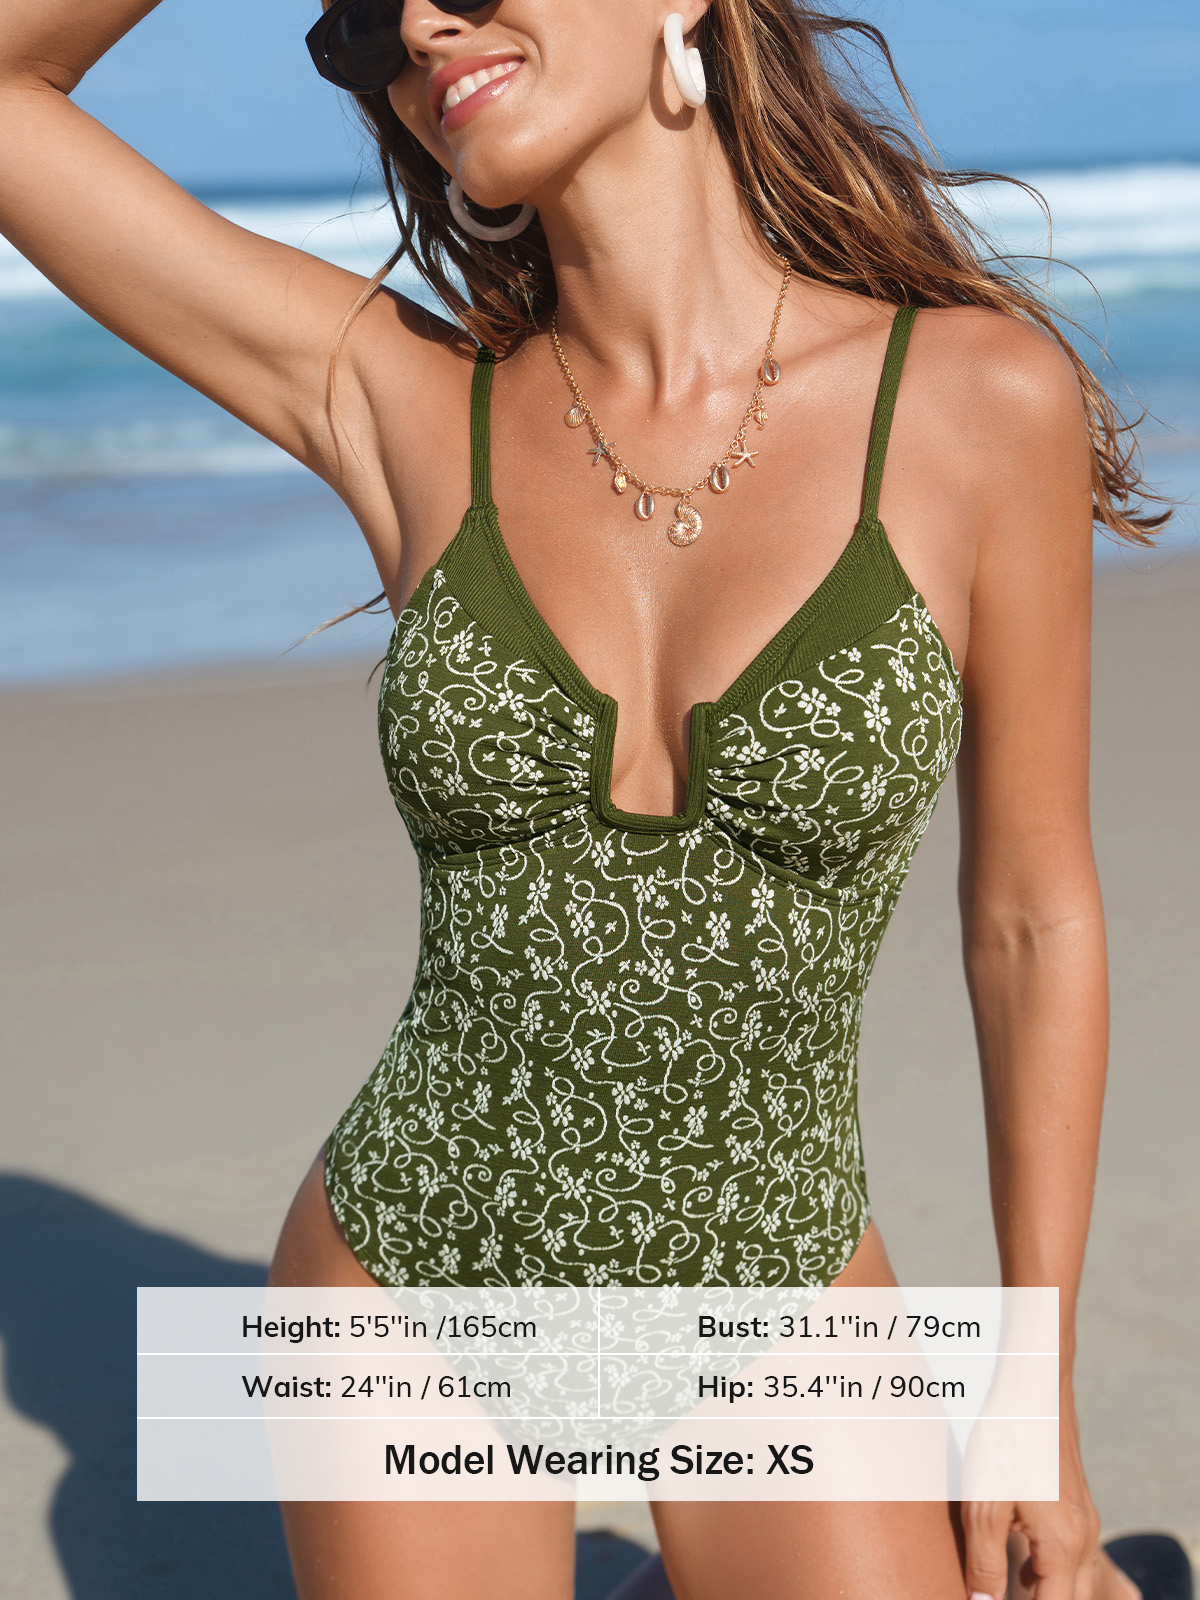 Height: 5'5"in /165cm
Bust: 31.1"in / 79cm
Waist: 24"in / 61cm
Hip: 35.4"in / 90cm
Model Wearing Size: XS